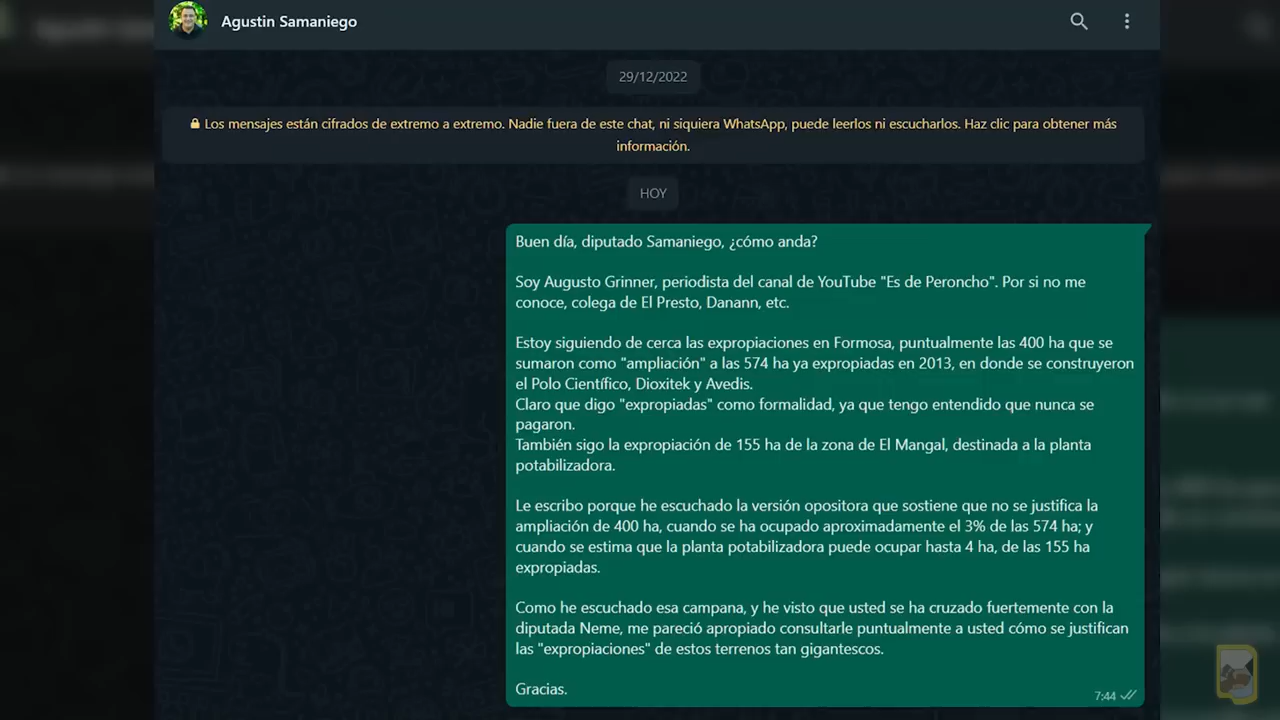 Agustin Samaniego
29/12/2022
Los mensajes están cifrados de extremo a extremo. Nadie fuera de este chat, ni siquiera WhatsApp, puede leerlos ni escucharlos. Haz clic para obtener más
información.
HOY
Buen día, diputado Samaniego, ¿cómo anda?
Soy Augusto Grinner, periodista del canal de YouTube "Es de Peroncho". Por si no me
conoce, colega de El Presto, Danann, etc.
Estoy siguiendo de cerca las expropiaciones en Formosa, puntualmente las 400 ha que se
sumaron como "ampliación" a las 574 ha ya expropiadas en 2013, en donde se construyeron
el Polo Científico, Dioxitek y Avedis.
Claro que digo "expropiadas" como formalidad, ya que tengo entendido que nunca se
pagaron.
También sigo la expropiación de 155 ha de la zona de El Mangal, destinada a la planta
potabilizadora.
Le escribo porque he escuchado la versión opositora que sostiene que no se justifica la
ampliación de 400 ha, cuando se ha ocupado aproximadamente el 3% de las 574 ha; y
cuando se estima que la planta potabilizadora puede ocupar hasta 4 ha, de las 155 ha
expropiadas.
Como he escuchado esa campana, y he visto que usted se ha cruzado fuertemente con la
diputada Neme, me pareció apropiado consultarle puntualmente a usted cómo se justifican
las "expropiaciones" de estos terrenos tan gigantescos.
Gracias.
7:44